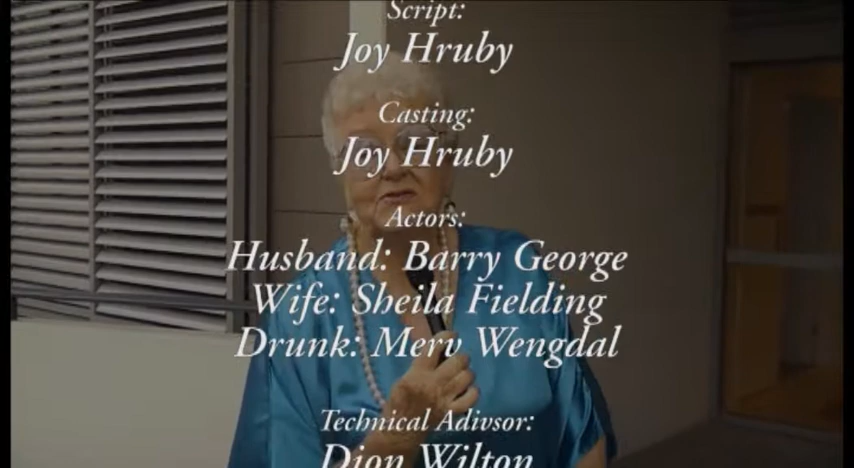 Script:
Joy Hruby
Casting:
Joy Hruby
Actors:
Husband: Barry George
Wife: Sheila Fielding
Drunk: Merv Wengdal
Technical Adivsor:
Dion Wilton